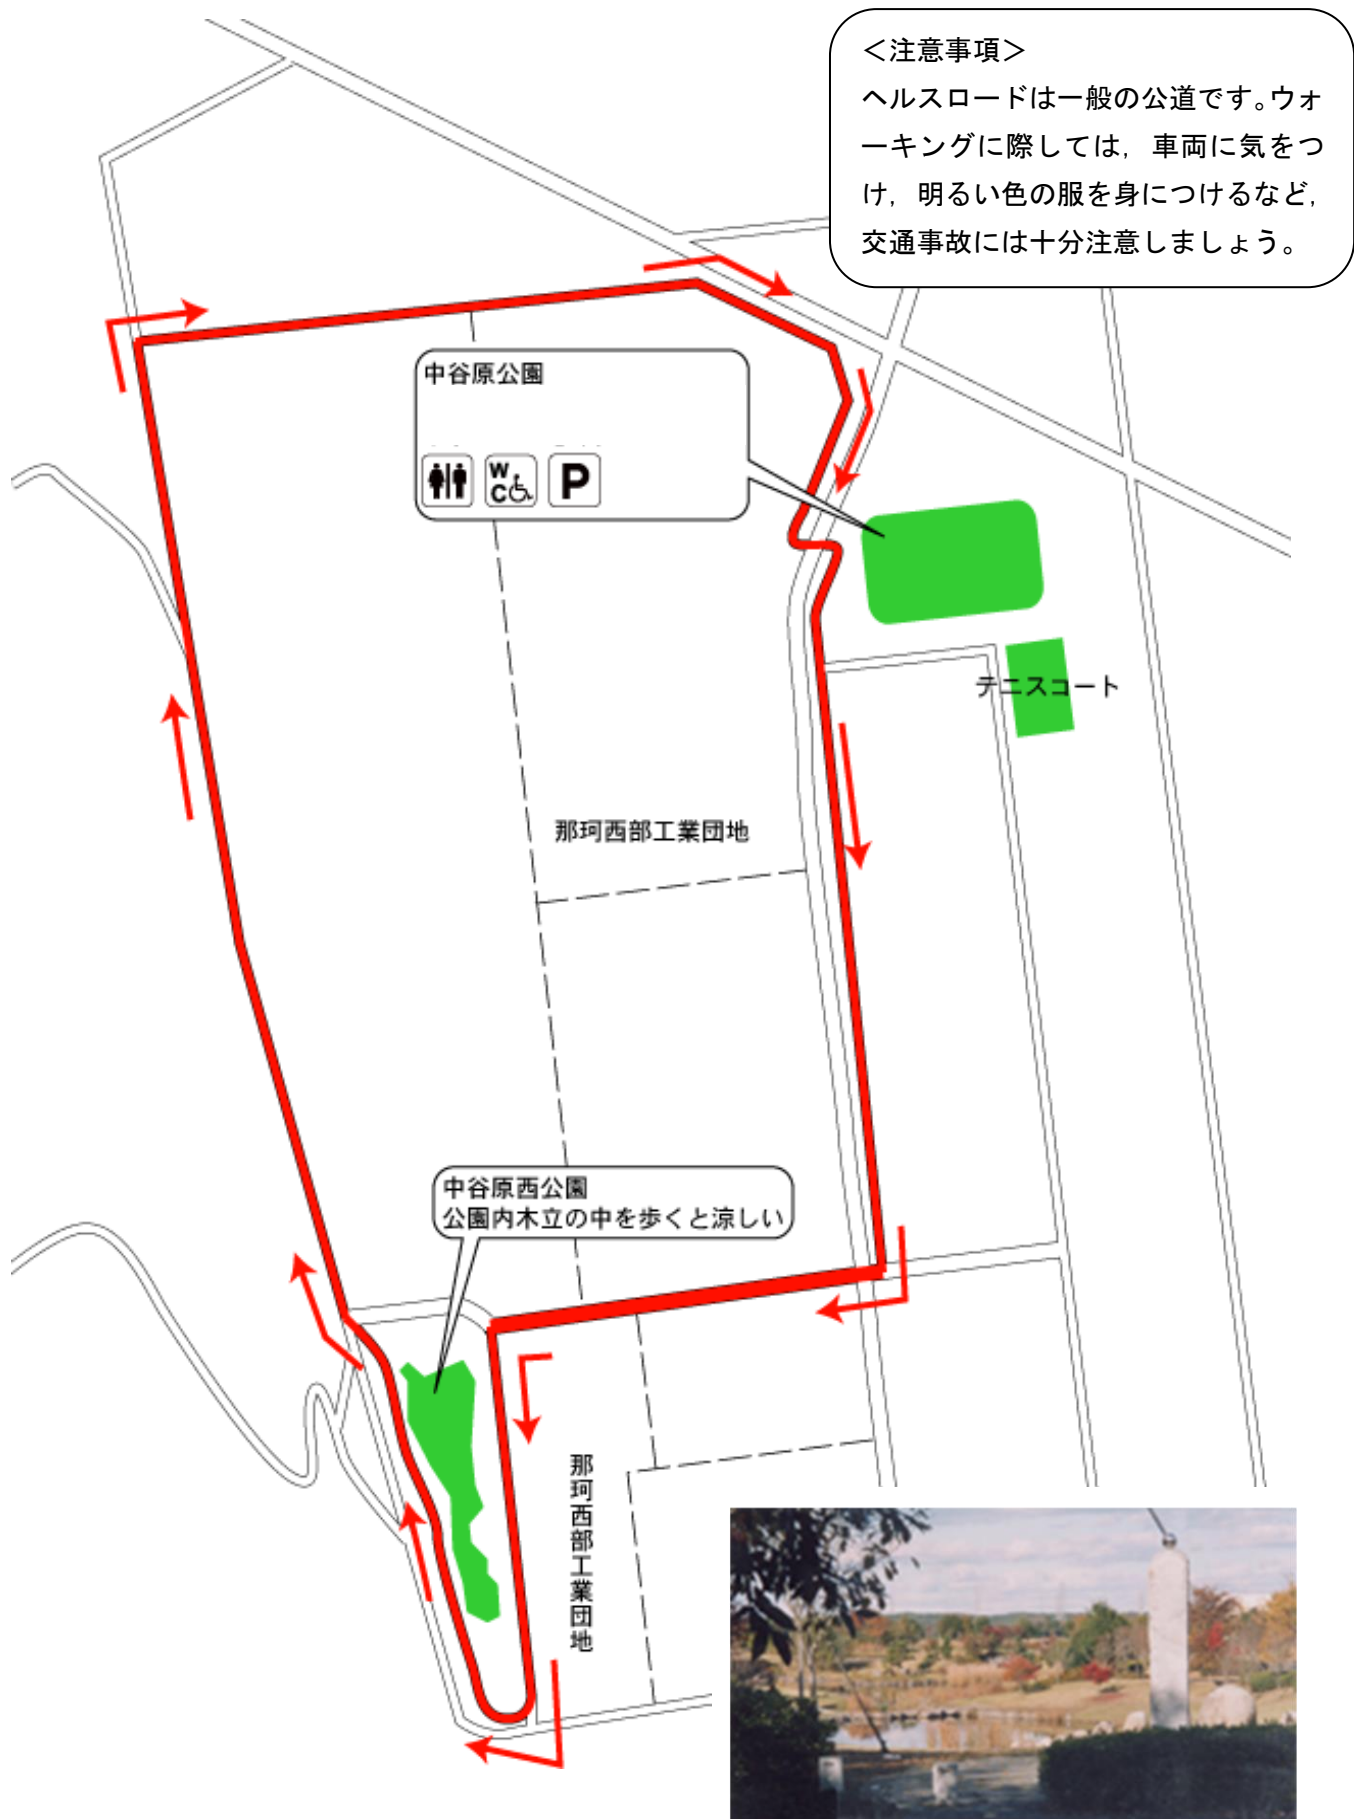 ＜注意事項＞
ヘルスロードは一般の公道です。ウォ
ーキングに際しては，車両に気をつ
け，明るい色の服を身につけるなど，
交通事故には十分注意しましょう。
中谷原公園
WC
P
テニスコート
那珂西部工業団地
中谷原西公園
公園内木立の中を歩くと涼しい
那珂西部工業団地